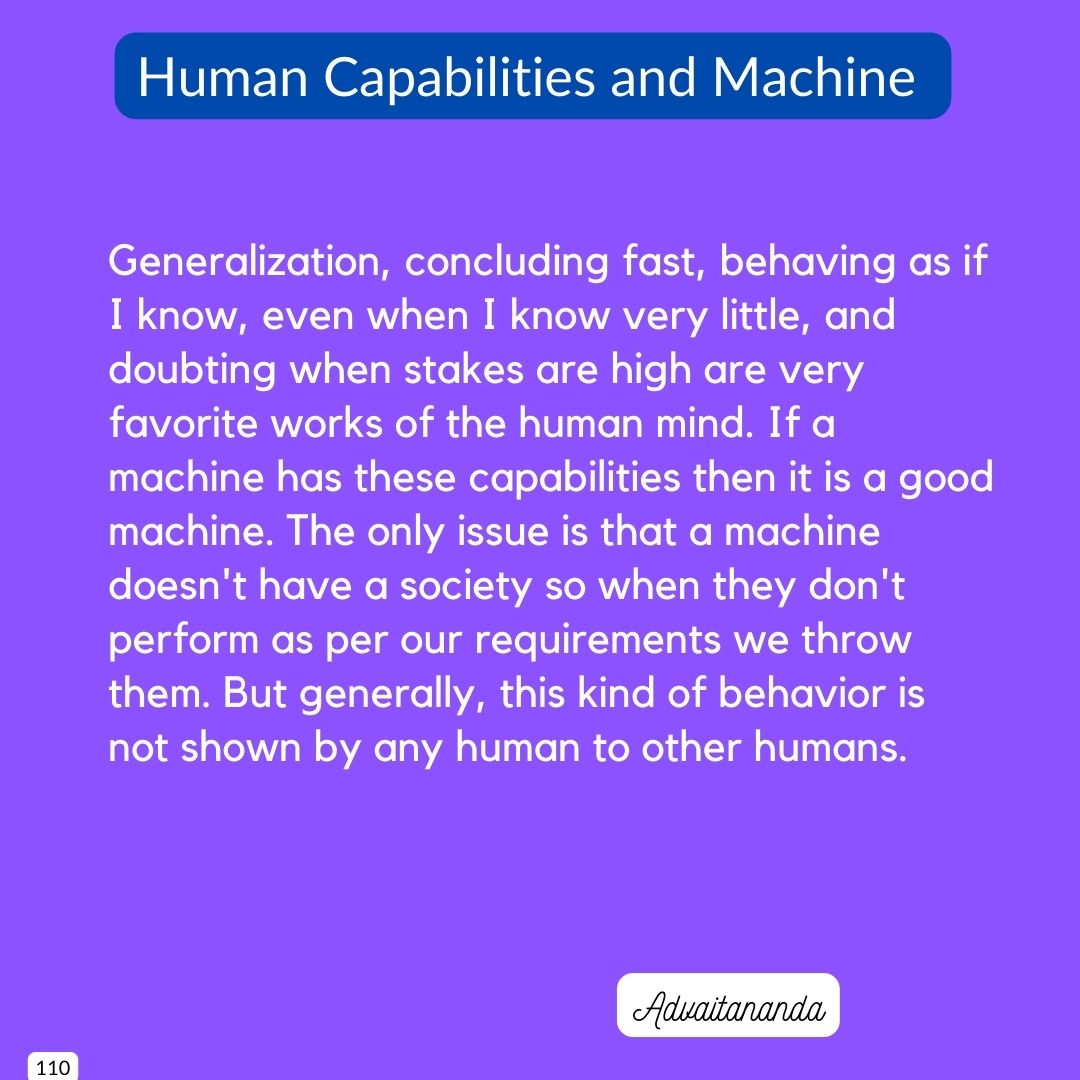 Human Capabilities and Machine
Generalization, concluding fast, behaving as if
I know, even when I know very little, and
doubting when stakes are high are very
favorite works of the human mind. If a
machine has these capabilities then it is a good
machine. The only issue is that a machine
doesn't have a society so when they don't
perform as per our requirements we throw
them. But generally, this kind of behavior is
not shown by any human to other humans.
Advaitananda
110